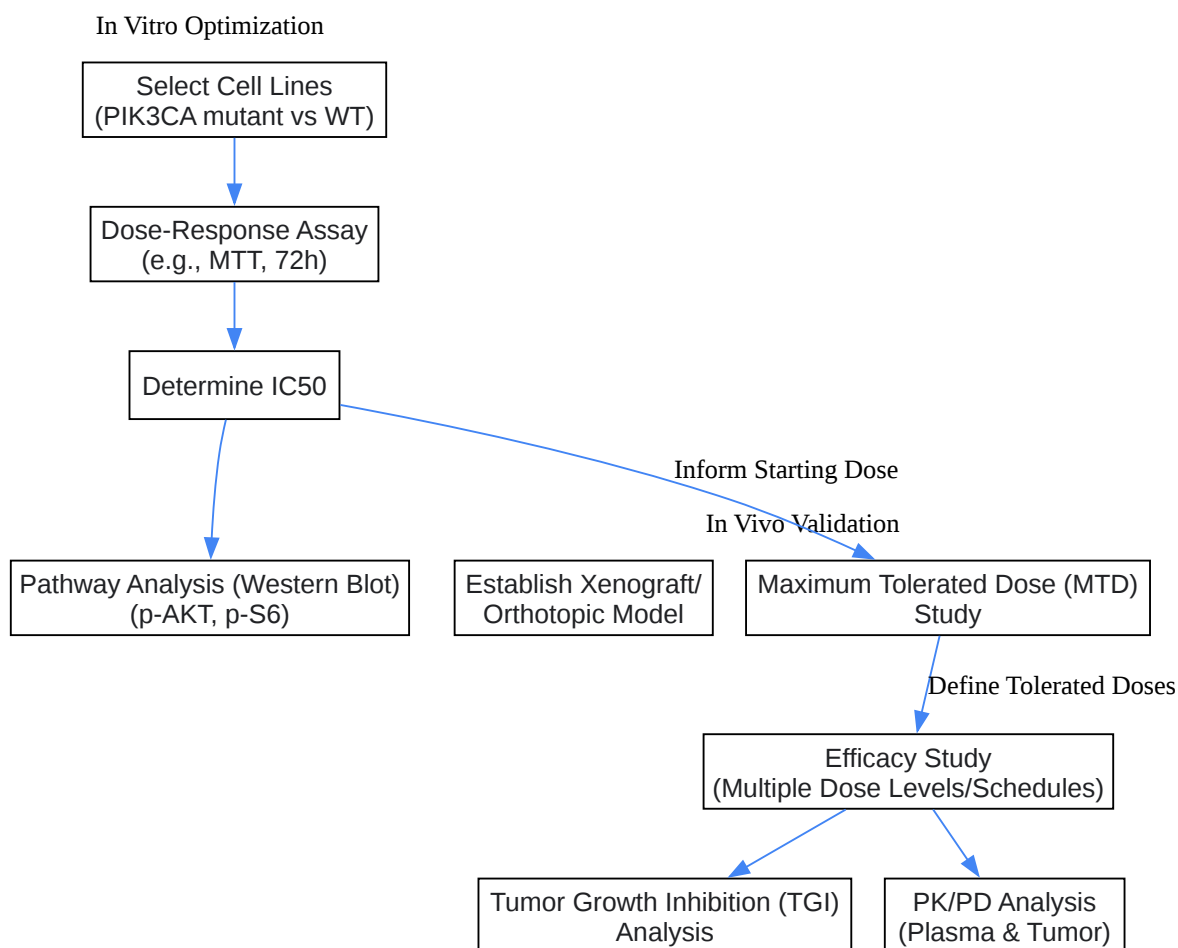 In Vitro Optimization
Select Cell Lines
(PIK3CA mutant vs WT)
Dose-Response Assay
(e.g., MTT, 72h)
Determine IC50
Inform Starting Dose
In Vivo Validation
Pathway Analysis (Western Blot)
(p-AKT, p-S6)
Establish Xenograft/
Orthotopic Model
Maximum Tolerated Dose (MTD)
Study
Define Tolerated Doses
Efficacy Study
(Multiple Dose Levels/Schedules)
Tumor Growth Inhibition (TGI)
Analysis
PK/PD Analysis
(Plasma & Tumor)